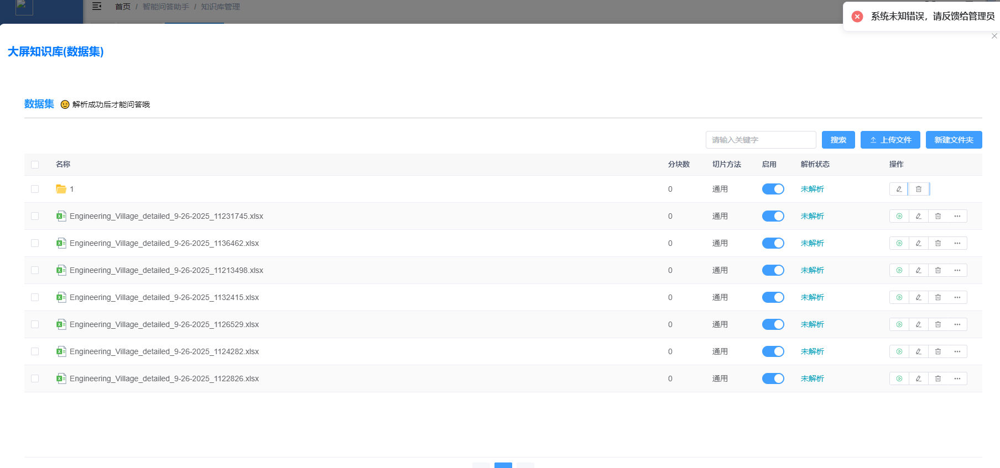 首页 / 智能问答助手 / 知识库管理
系统未知错误，请反馈给管理员
大屏知识库(数据集)
数据集 解析成功后才能问答哦
请输入关键字 搜索 上传文件 新建文件夹
名称 分块数 切片方法 启用 解析状态 操作
1 0 通用 未解析
Engineering_Village_detailed_9-26-2025_11231745.xlsx 0 通用 未解析
Engineering_Village_detailed_9-26-2025_1136462.xlsx 0 通用 未解析
Engineering_Village_detailed_9-26-2025_11213498.xlsx 0 通用 未解析
Engineering_Village_detailed_9-26-2025_1132415.xlsx 0 通用 未解析
Engineering_Village_detailed_9-26-2025_1126529.xlsx 0 通用 未解析
Engineering_Village_detailed_9-26-2025_1124282.xlsx 0 通用 未解析
Engineering_Village_detailed_9-26-2025_1122826.xlsx 0 通用 未解析